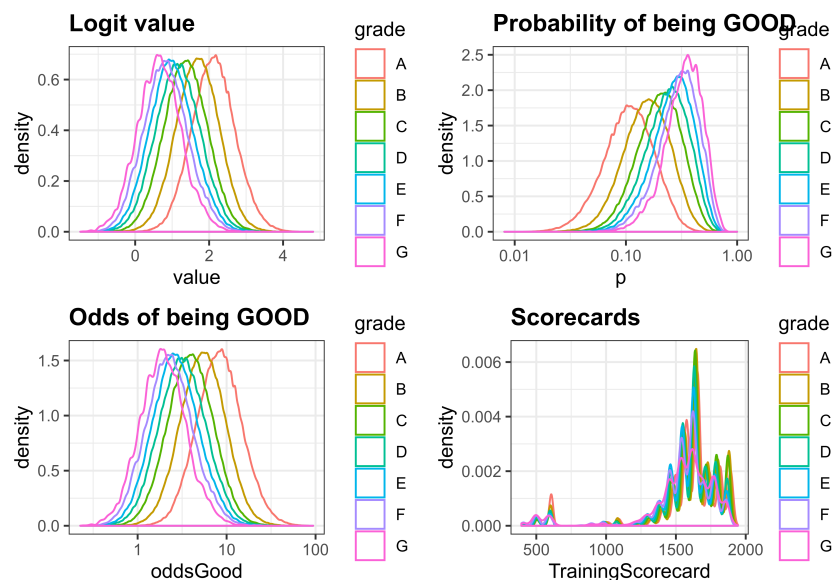 Logit value
grade
0.6
0.4
0.2
0.0
density
0
2
4
value
A
B
C
D
E
F
G
Probability of being GOOD
grade
2.5
2.0
1.5
1.0
0.5
0.0
density
0.01
0.10
1.00
p
A
B
C
D
E
F
G
Odds of being GOOD
grade
1.5
1.0
0.5
0.0
density
1
10
100
oddsGood
A
B
C
D
E
F
G
Scorecards
grade
0.006
0.004
0.002
0.000
density
500
1000
1500
2000
TrainingScorecard
A
B
C
D
E
F
G